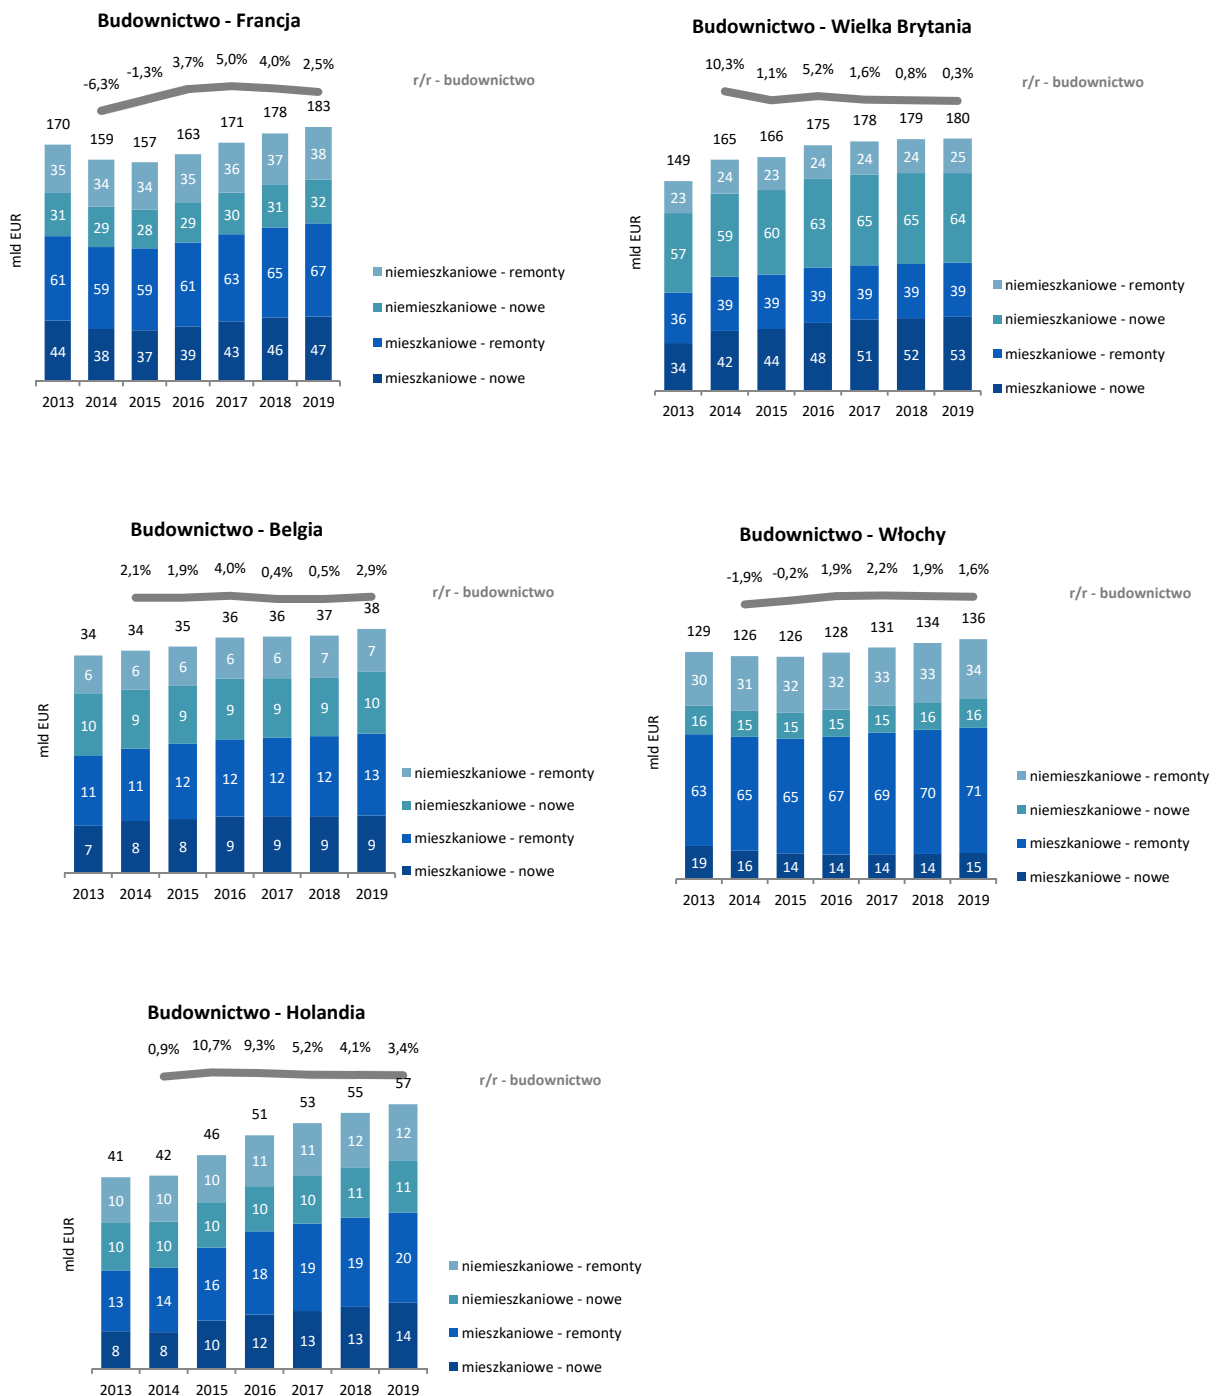 Budownictwo - Francja
-6,3% -1,3% 3,7% 5,0% 4,0% 2,5%
r/r - budownictwo
170 159 157 163 171 178 183
35 34 34 35 36 37 38
31 29 28 29 30 31 32
61 59 59 61 63 65 67
44 38 37 39 43 46 47
mld EUR
2013 2014 2015 2016 2017 2018 2019
niemieszkaniowe - remonty
niemieszkaniowe - nowe
mieszkaniowe - remonty
mieszkaniowe - nowe
Budownictwo - Wielka Brytania
10,3% 1,1% 5,2% 1,6% 0,8% 0,3%
r/r - budownictwo
149 165 166 175 178 179 180
23 24 23 24 24 24 25
57 59 60 63 65 65 64
36 39 39 39 39 39 39
34 42 44 48 51 52 53
mld EUR
2013 2014 2015 2016 2017 2018 2019
niemieszkaniowe - remonty
niemieszkaniowe - nowe
mieszkaniowe - remonty
mieszkaniowe - nowe
Budownictwo - Belgia
2,1% 1,9% 4,0% 0,4% 0,5% 2,9%
r/r - budownictwo
34 34 35 36 36 37 38
6 6 6 6 6 7 7
10 9 9 9 9 9 10
11 11 12 12 12 12 13
7 8 8 9 9 9 9
mld EUR
2013 2014 2015 2016 2017 2018 2019
niemieszkaniowe - remonty
niemieszkaniowe - nowe
mieszkaniowe - remonty
mieszkaniowe - nowe
Budownictwo - Włochy
-1,9% -0,2% 1,9% 2,2% 1,9% 1,6%
r/r - budownictwo
129 126 126 128 131 134 136
30 31 32 32 33 33 34
16 15 15 15 15 16 16
63 65 65 67 69 70 71
19 16 14 14 14 14 15
mld EUR
2013 2014 2015 2016 2017 2018 2019
niemieszkaniowe - remonty
niemieszkaniowe - nowe
mieszkaniowe - remonty
mieszkaniowe - nowe
Budownictwo - Holandia
0,9% 10,7% 9,3% 5,2% 4,1% 3,4%
r/r - budownictwo
41 42 46 51 53 55 57
10 10 10 11 11 12 12
10 10 10 10 10 11 11
13 14 16 18 19 19 20
8 8 10 12 13 13 14
mld EUR
2013 2014 2015 2016 2017 2018 2019
niemieszkaniowe - remonty
niemieszkaniowe - nowe
mieszkaniowe - remonty
mieszkaniowe - nowe